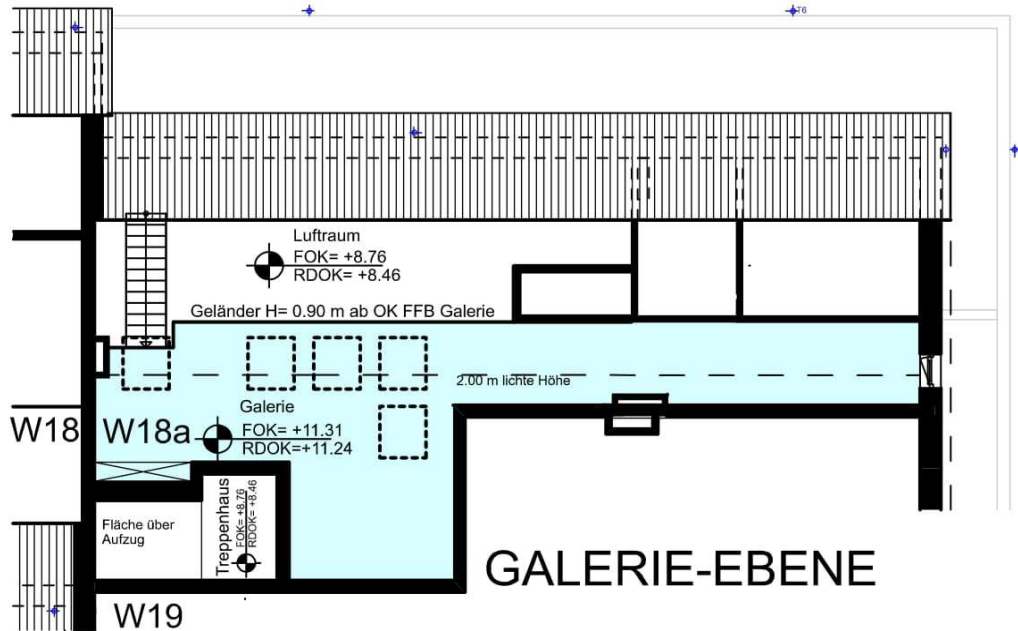 T6
Luftraum
FOK= +8.76
RDOK= +8.46
Geländer H= 0.90 m ab OK FFB Galerie
2.00 m lichte Höhe
Galerie
FOK= +11.31
RDOK=+11.24
W18
W18a
Treppenhaus
FOK= +8.76
RDOK= +8.46
Fläche über
Aufzug
GALERIE-EBENE
W19